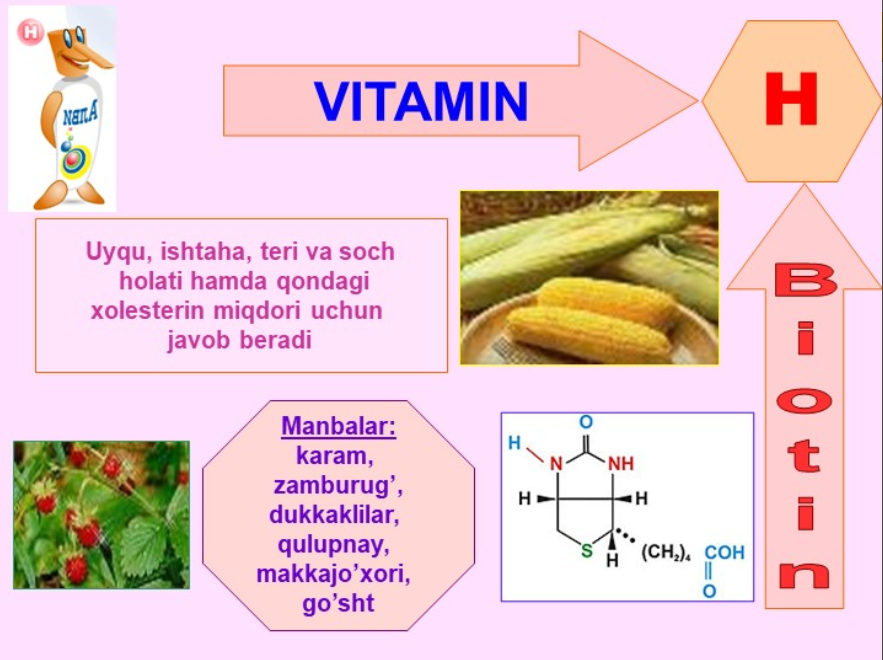 H
VITAMIN
H
Uyqu, ishtaha, teri va soch
holati hamda qondagi
xolesterin miqdori uchun
javob beradi
Biotin
Manbalar:
karam,
zamburug’,
dukkaklilar,
qulupnay,
makkajo’xori,
go’sht
O
H
N
NH
H
H
S
H
(CH₂)₄
COH
O